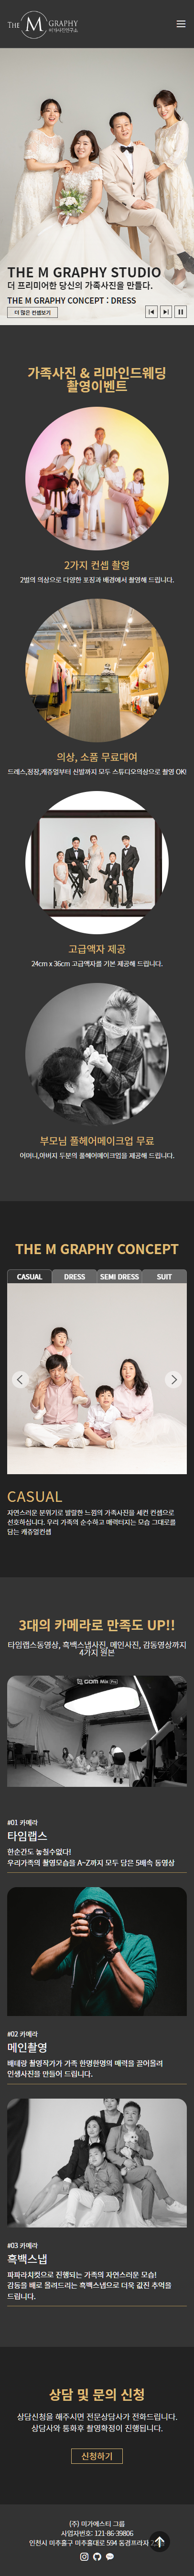 THE M GRAPHY
미가사진연구소
THE M GRAPHY STUDIO
더 프리미어한 당신의 가족사진을 만들다.
THE M GRAPHY CONCEPT : DRESS
더 많은 컨셉보기
가족사진 & 리마인드웨딩
촬영이벤트
2가지 컨셉 촬영
2벌의 의상으로 다양한 포징과 배경에서 촬영해 드립니다.
의상, 소품 무료대여
드레스,정장,캐쥬얼부터 신발까지 모두 스튜디오의상으로 촬영 OK!
고급액자 제공
24cm x 36cm 고급액자를 기본 제공해 드립니다.
부모님 풀헤어메이크업 무료
어머니,아버지 두분의 풀헤어메이크업을 제공해 드립니다.
THE M GRAPHY CONCEPT
CASUAL DRESS SEMI DRESS SUIT
CASUAL
자연스러운 분위기로 발랄한 느낌의 가족사진을 세컨 컨셉으로
선호하십니다. 우리 가족의 순수하고 매력터지는 모습 그대로를
담는 캐쥬얼컨셉
3대의 카메라로 만족도 UP!!
타임랩스동영상, 흑백스냅사진, 메인사진, 감동영상까지
4가지 원본
GOM Mix Pro
#01 카메라
타임랩스
한순간도 놓칠수없다!
우리가족의 촬영모습을 A~Z까지 모두 담은 5배속 동영상
#02 카메라
메인촬영
베테랑 촬영작가가 가족 한명한명의 매력을 끌어올려
인생사진을 만들어 드립니다.
#03 카메라
흑백스냅
파파라치컷으로 진행되는 가족의 자연스러운 모습!
감동을 배로 올려드리는 흑백스냅으로 더욱 값진 추억을
드립니다.
상담 및 문의 신청
상담신청을 해주시면 전문상담사가 전화드립니다.
상담사와 통화후 촬영확정이 진행됩니다.
신청하기
(주) 미가에스티 그룹
사업자번호: 121-86-39806
인천시 미추홀구 미추홀대로 594 동경프라자